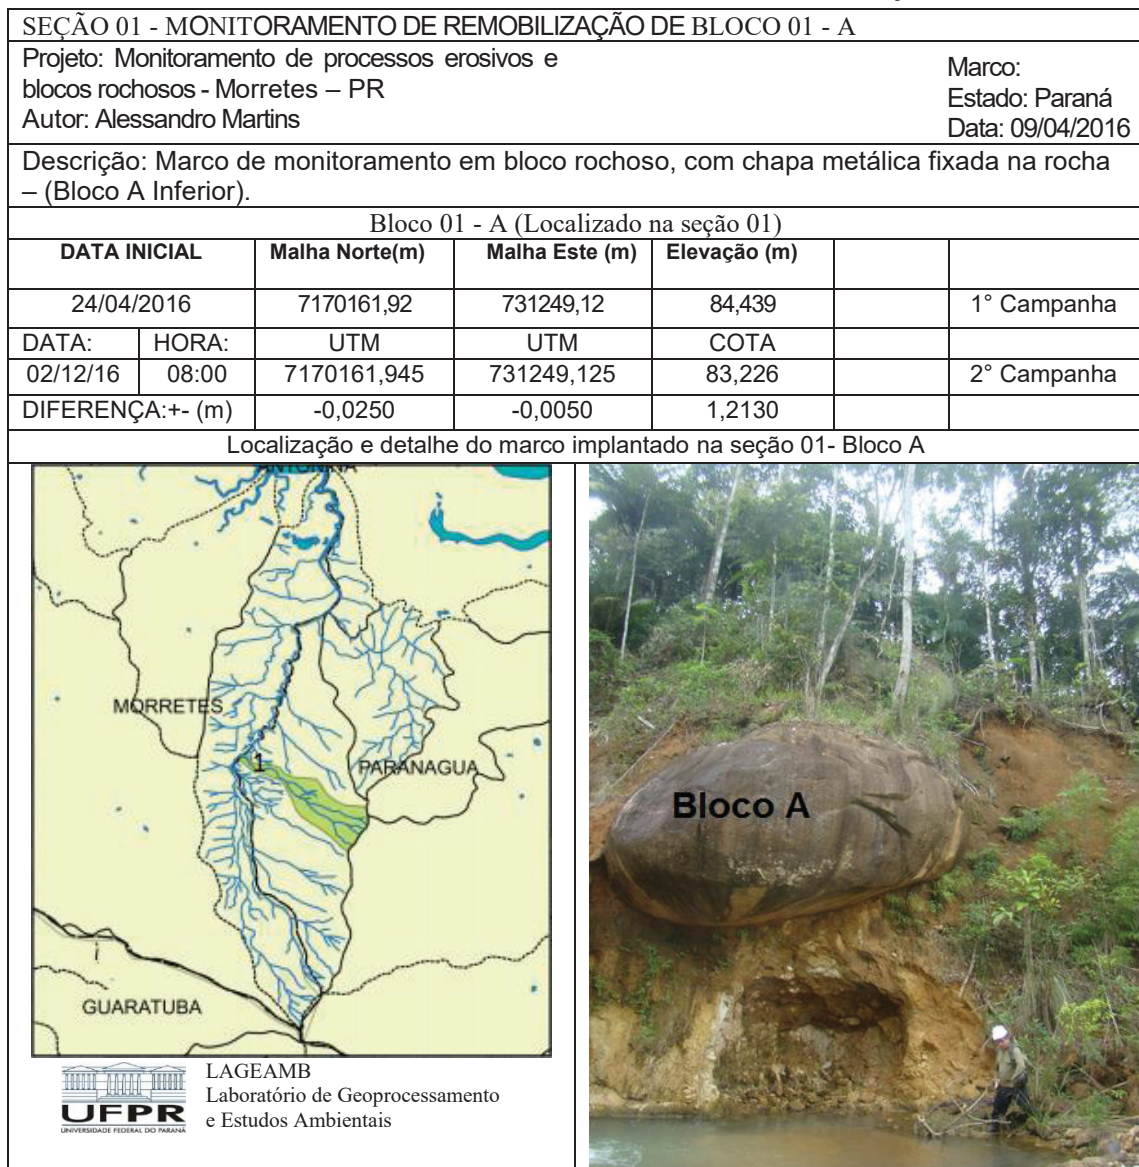 SEÇÃO 01 - MONITORAMENTO DE REMOBILIZAÇÃO DE BLOCO 01 - A
Projeto: Monitoramento de processos erosivos e
blocos rochosos - Morretes – PR
Autor: Alessandro Martins
Marco:
Estado: Paraná
Data: 09/04/2016
Descrição: Marco de monitoramento em bloco rochoso, com chapa metálica fixada na rocha
– (Bloco A Inferior).
Bloco 01 - A (Localizado na seção 01)
DATA INICIAL Malha Norte(m) Malha Este (m) Elevação (m)
24/04/2016 7170161,92 731249,12 84,439 1° Campanha
DATA: HORA: UTM UTM COTA
02/12/16 08:00 7170161,945 731249,125 83,226 2° Campanha
DIFERENÇA:+- (m) -0,0250 -0,0050 1,2130
Localização e detalhe do marco implantado na seção 01- Bloco A
ANTONINA
MORRETES
1
PARANAGUA
GUARATUBA
Bloco A
UFPR
UNIVERSIDADE FEDERAL DO PARANÁ
LAGEAMB
Laboratório de Geoprocessamento
e Estudos Ambientais